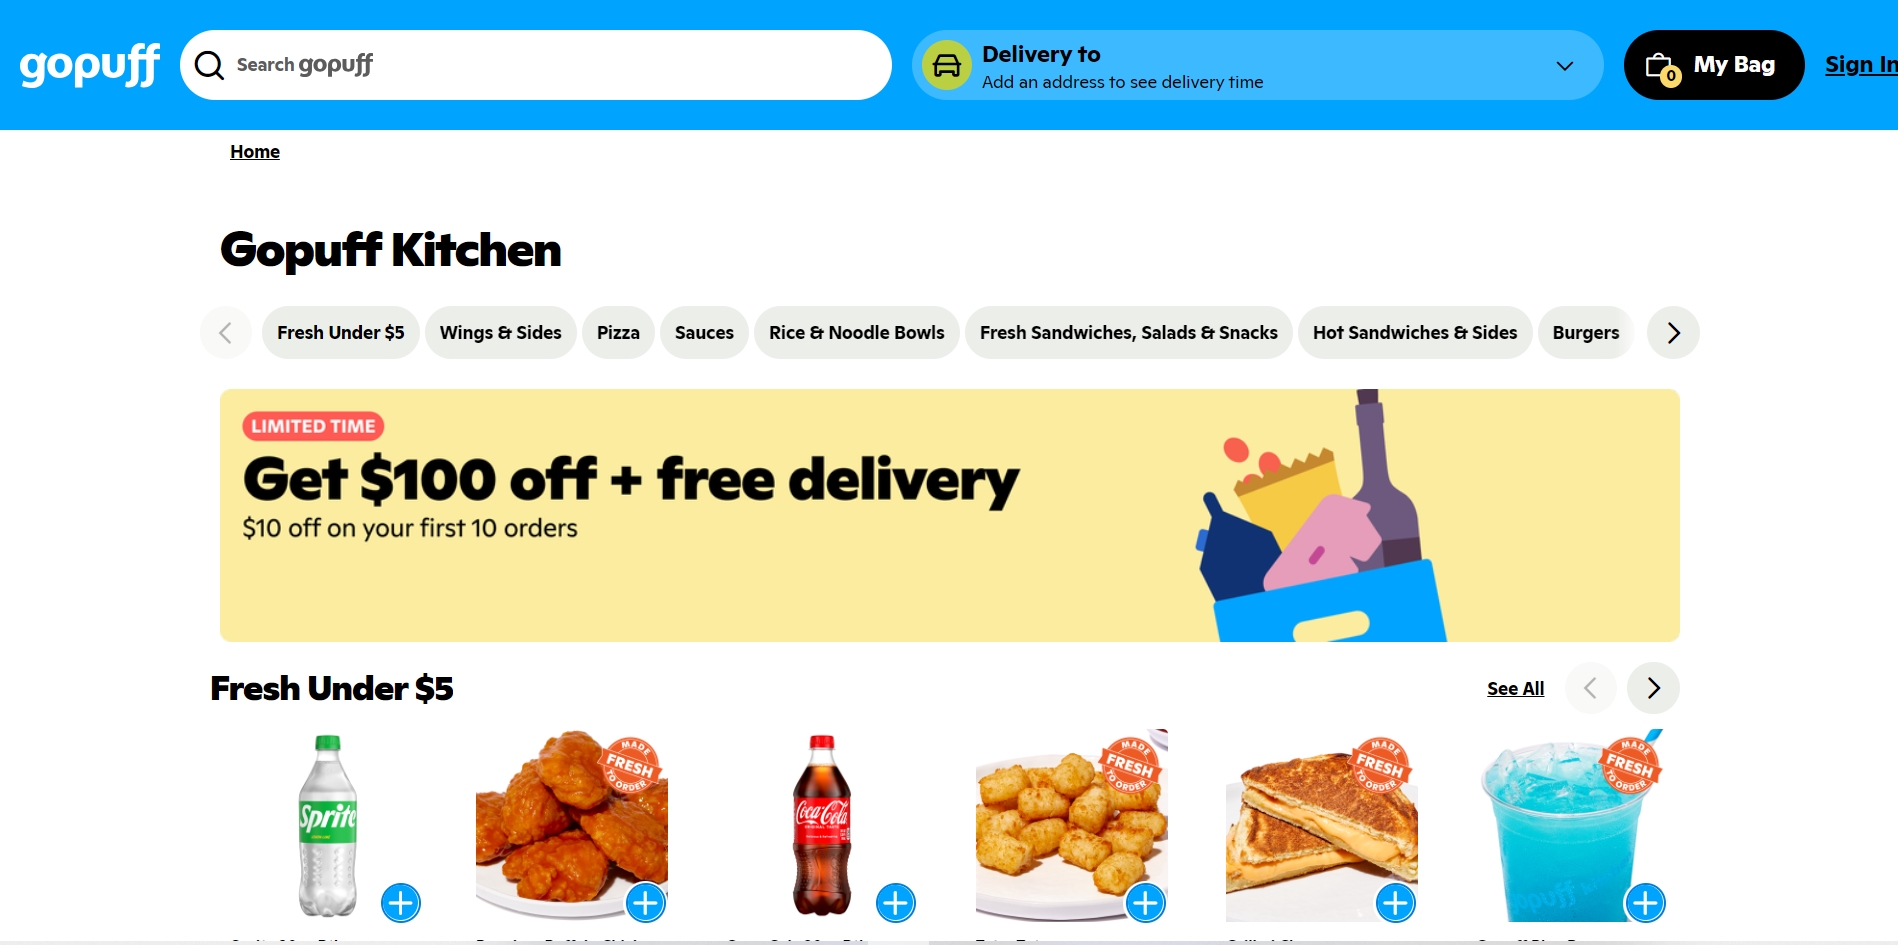 gopuff
Search gopuff
Delivery to
Add an address to see delivery time
0
My Bag
Sign In
Home
Gopuff Kitchen
Fresh Under $5
Wings & Sides
Pizza
Sauces
Rice & Noodle Bowls
Fresh Sandwiches, Salads & Snacks
Hot Sandwiches & Sides
Burgers
LIMITED TIME
Get $100 off + free delivery
$10 off on your first 10 orders
Fresh Under $5
See All
Sprite
MADE
FRESH
TO ORDER
Coca-Cola
ORIGINAL TASTE
MADE
FRESH
TO ORDER
MADE
FRESH
TO ORDER
MADE
FRESH
TO ORDER
gopuff